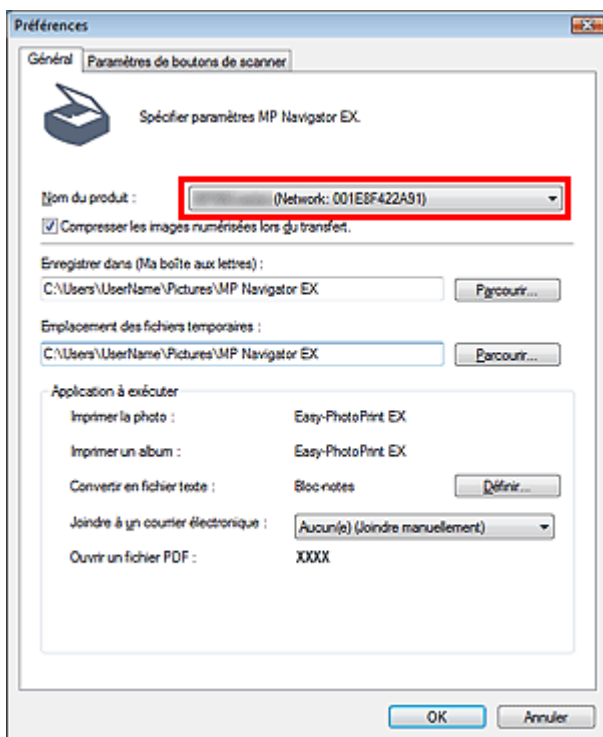 Préférences
Général Paramètres de boutons de scanner
Spécifier paramètres MP Navigator EX.
Nom du produit : (Network: 001E8F422A91)
Compresser les images numérisées lors du transfert.
Enregistrer dans (Ma boîte aux lettres) :
C:\Users\UserName\Pictures\MP Navigator EX Parcourir...
Emplacement des fichiers temporaires :
C:\Users\UserName\Pictures\MP Navigator EX Parcourir...
Application à exécuter
Imprimer la photo : Easy-PhotoPrint EX
Imprimer un album : Easy-PhotoPrint EX
Convertir en fichier texte : Bloc-notes Définir...
Joindre à un courrier électronique : Aucun(e) (Joindre manuellement)
Ouvrir un fichier PDF : XXXX
OK Annuler